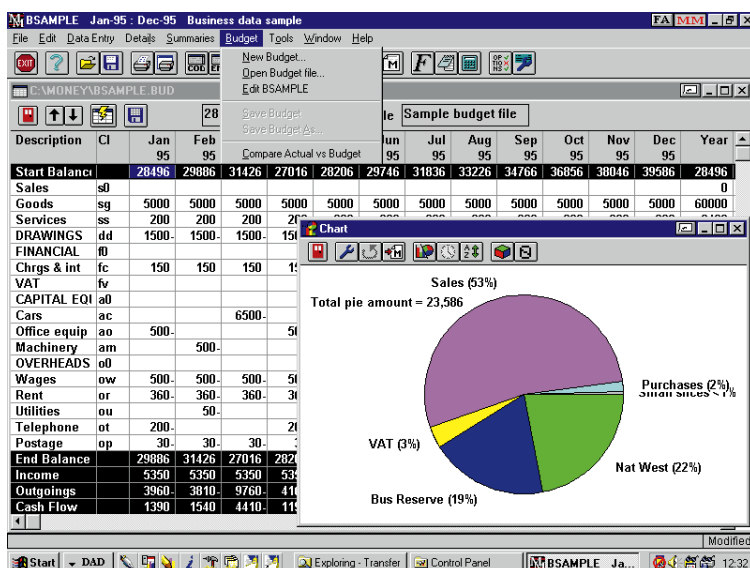 BSAMPLE Jan-95 : Dec-95 Business data sample FA MM
File Edit Data Entry Details Summaries Budget Tools Window Help
EXIT
New Budget...
Open Budget file...
Edit BSAMPLE
Save Budget
Save Budget As...
Compare Actual vs Budget
C:\MONEY\BSAMPLE.BUD
28 Sample budget file
Description Cl Jan 95 Feb 95 Jun 95 Jul 95 Aug 95 Sep 95 Oct 95 Nov 95 Dec 95 Year
Start Balanc 28496 29886 31426 27016 28206 29746 31836 33226 34766 36856 38046 39586 28496
Sales s0 0
Goods sg 5000 5000 5000 5000 5000 5000 5000 5000 5000 5000 5000 5000 60000
Services ss 200 200 200
DRAWINGS dd 1500- 1500- 1500-
FINANCIAL f0
Chrgs & int fc 150 150 150
VAT fv
CAPITAL EQI a0
Cars ac 6500-
Office equip ao 500-
Machinery am 500-
OVERHEADS o0
Wages ow 500- 500- 500-
Rent or 360- 360- 360-
Utilities ou 50-
Telephone ot 200-
Postage op 30- 30- 30-
End Balance 29886 31426 27016
Income 5350 5350 5350
Outgoings 3960- 3810- 9760-
Cash Flow 1390 1540 4410-
Chart
Sales (53%)
Total pie amount = 23,586
Purchases (2%)
Small slices < 1%
VAT (3%)
Nat West (22%)
Bus Reserve (19%)
Modified
Start DAD Exploring - Transfer Control Panel BSAMPLE Ja... 12:32